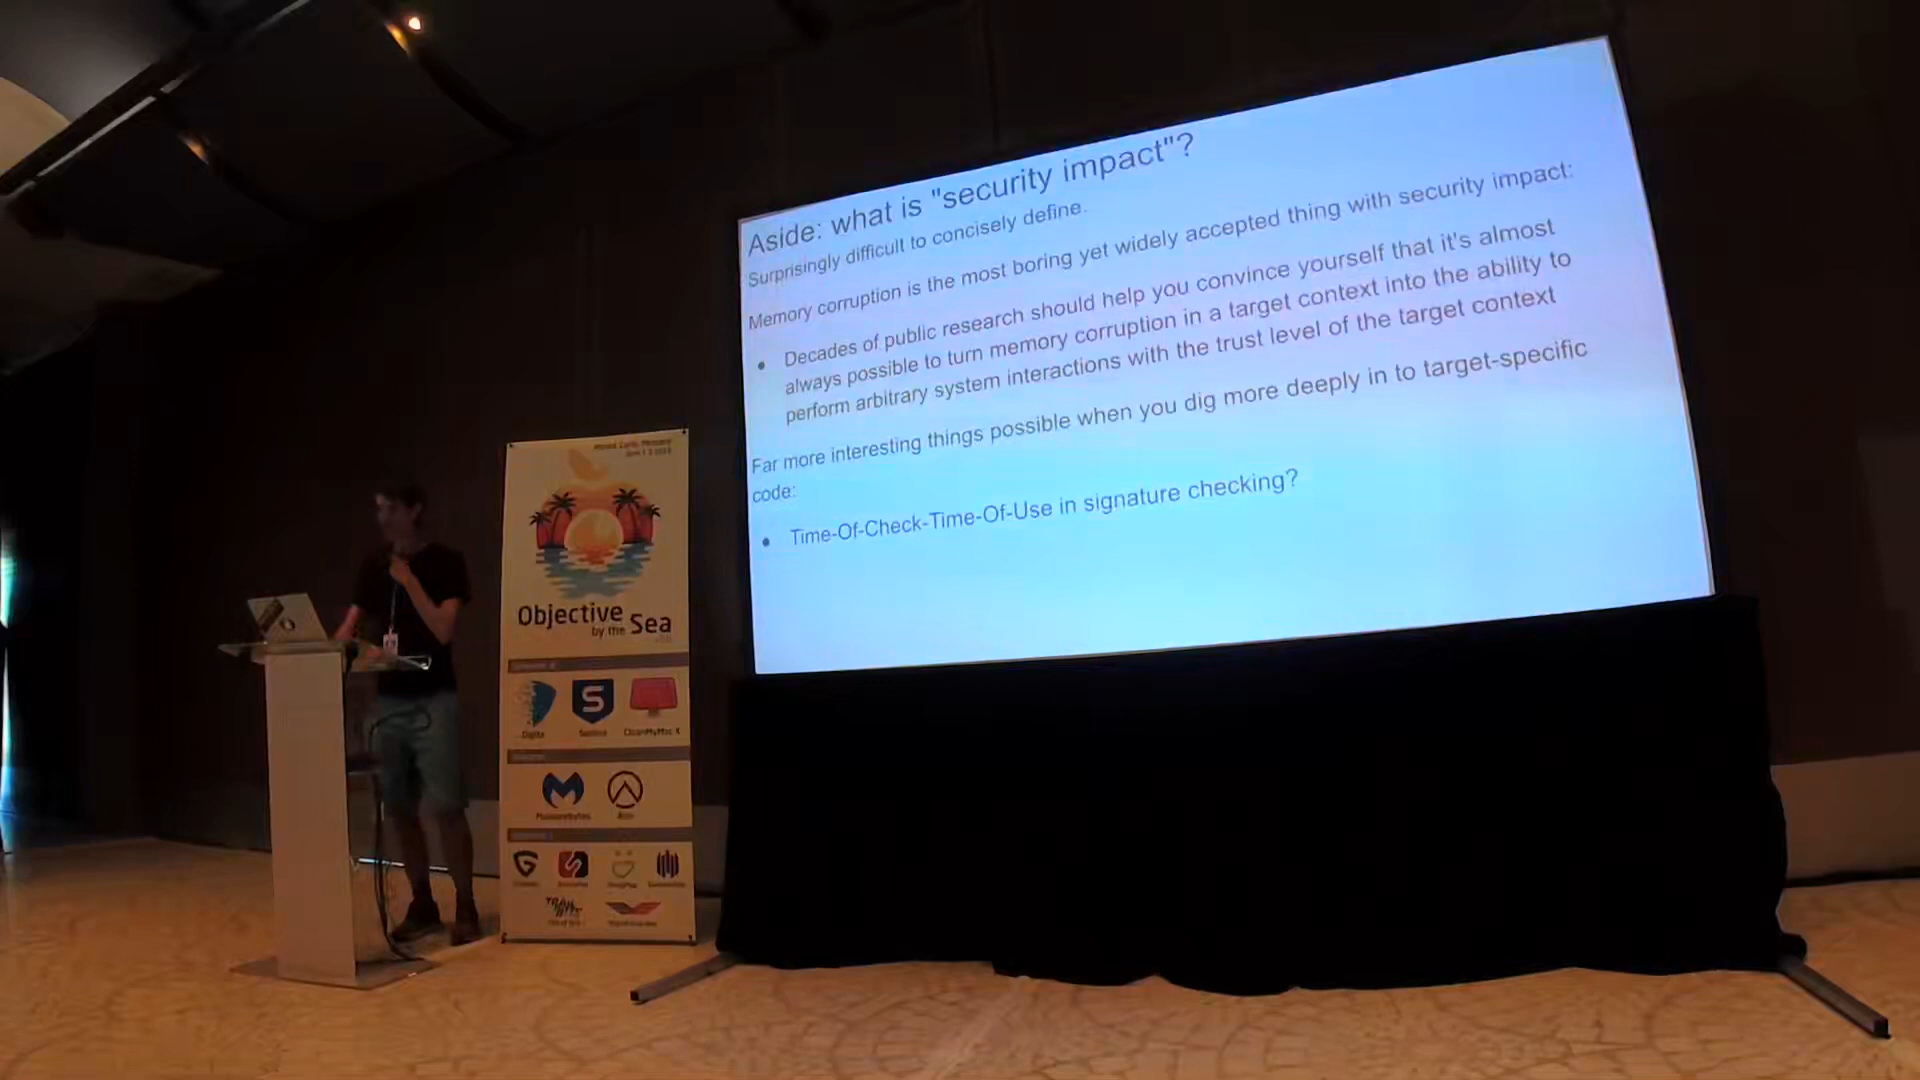 Aside: what is "security impact"?
Surprisingly difficult to concisely define.
Memory corruption is the most boring yet widely accepted thing with security impact:
• Decades of public research should help you convince yourself that it's almost
always possible to turn memory corruption in a target context into the ability to
perform arbitrary system interactions with the trust level of the target context
Far more interesting things possible when you dig more deeply in to target-specific
code:
• Time-Of-Check-Time-Of-Use in signature checking?
Objective
by the Sea
Digita
CleanMyMac X
Malwarebytes